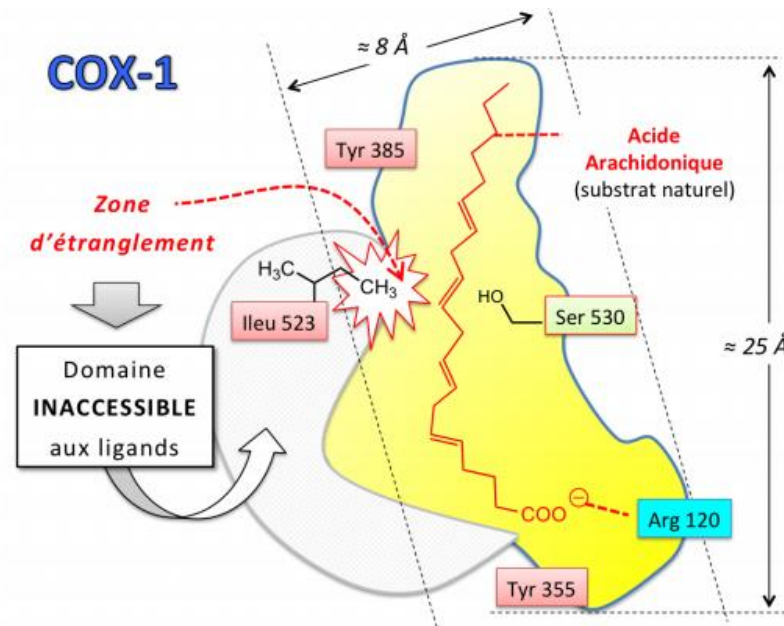 ≈ 8 Å
COX-1
Tyr 385
Acide
Arachidonique
(substrat naturel)
Zone
d’étranglement
H₃C
CH₃
HO
Ileu 523
Ser 530
≈ 25 Å
Domaine
INACCESSIBLE
aux ligands
COO ⊖
Arg 120
Tyr 355